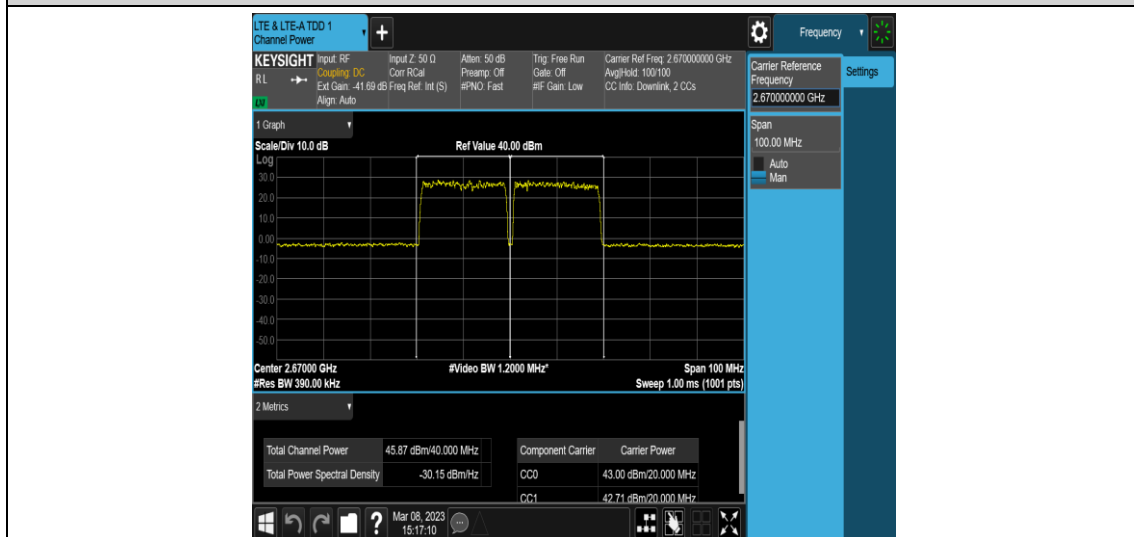 LTE & LTE-A TDD 1
Channel Power
Frequency
KEYSIGHT
RL
LXI
Input: RF
Coupling: DC
Ext Gain: -41.69 dB
Align: Auto
Input Z: 50 Ω
Corr RCal
Freq Ref: Int (S)
Atten: 50 dB
Preamp: Off
#PNO: Fast
Trig: Free Run
Gate: Off
#IF Gain: Low
Carrier Ref Freq: 2.670000000 GHz
Avg|Hold: 100/100
CC Info: Downlink, 2 CCs
Carrier Reference
Frequency
2.670000000 GHz
Settings
Span
100.00 MHz
Auto
Man
1 Graph
Scale/Div 10.0 dB
Ref Value 40.00 dBm
Log
30.0
20.0
10.0
0.00
-10.0
-20.0
-30.0
-40.0
-50.0
Center 2.67000 GHz
#Video BW 1.2000 MHz*
Span 100 MHz
#Res BW 390.00 kHz
Sweep 1.00 ms (1001 pts)
2 Metrics
Total Channel Power
45.87 dBm/40.000 MHz
Total Power Spectral Density
-30.15 dBm/Hz
Component Carrier
Carrier Power
CC0
43.00 dBm/20.000 MHz
CC1
42.71 dBm/20.000 MHz
?
Mar 08, 2023
15:17:10